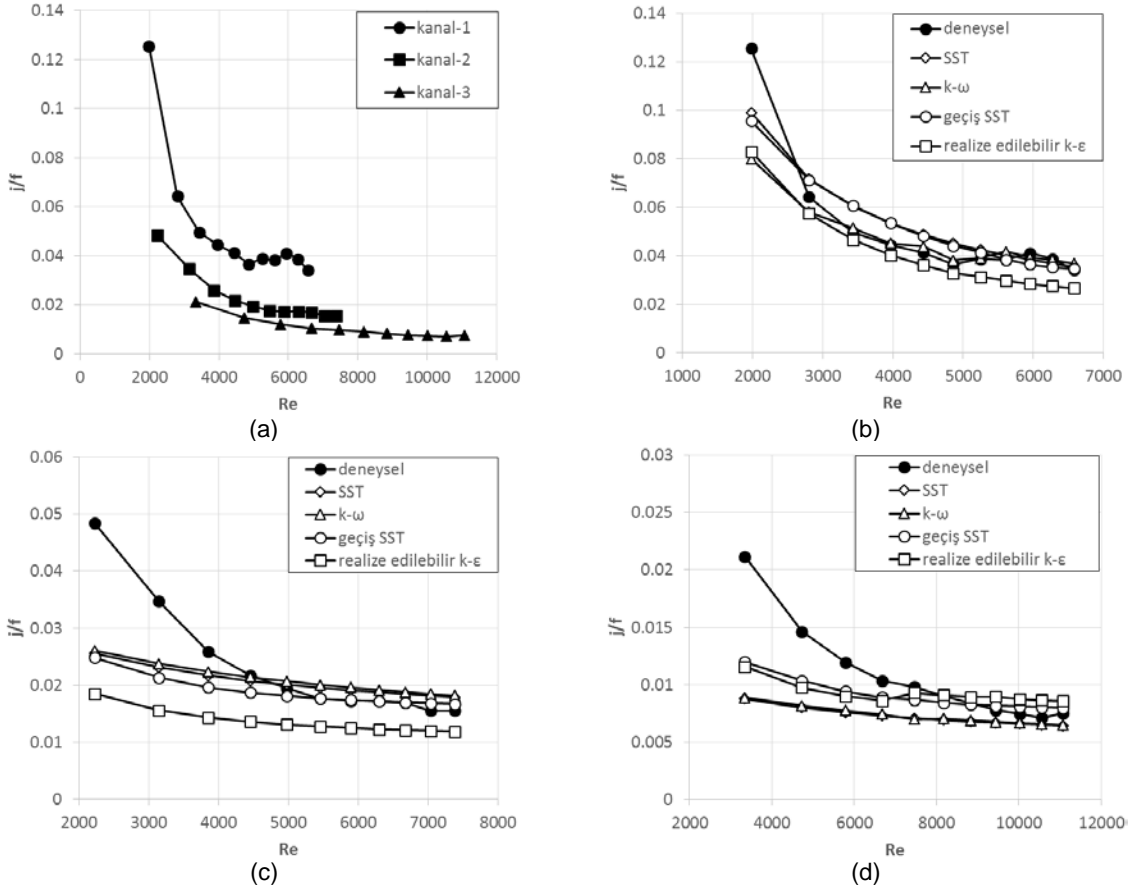 j/f
0.14
0.12
0.1
0.08
0.06
0.04
0.02
0
0
2000
4000
6000
8000
10000
12000
Re
kanal-1
kanal-2
kanal-3
(a)
j/f
0.14
0.12
0.1
0.08
0.06
0.04
0.02
0
1000
2000
3000
4000
5000
6000
7000
Re
deneysel
SST
k-ω
geçiş SST
realize edilebilir k-ε
(b)
j/f
0.06
0.05
0.04
0.03
0.02
0.01
0
2000
3000
4000
5000
6000
7000
8000
Re
deneysel
SST
k-ω
geçiş SST
realize edilebilir k-ε
(c)
j/f
0.03
0.025
0.02
0.015
0.01
0.005
0
2000
4000
6000
8000
10000
12000
Re
deneysel
SST
k-ω
geçiş SST
realize edilebilir k-ε
(d)